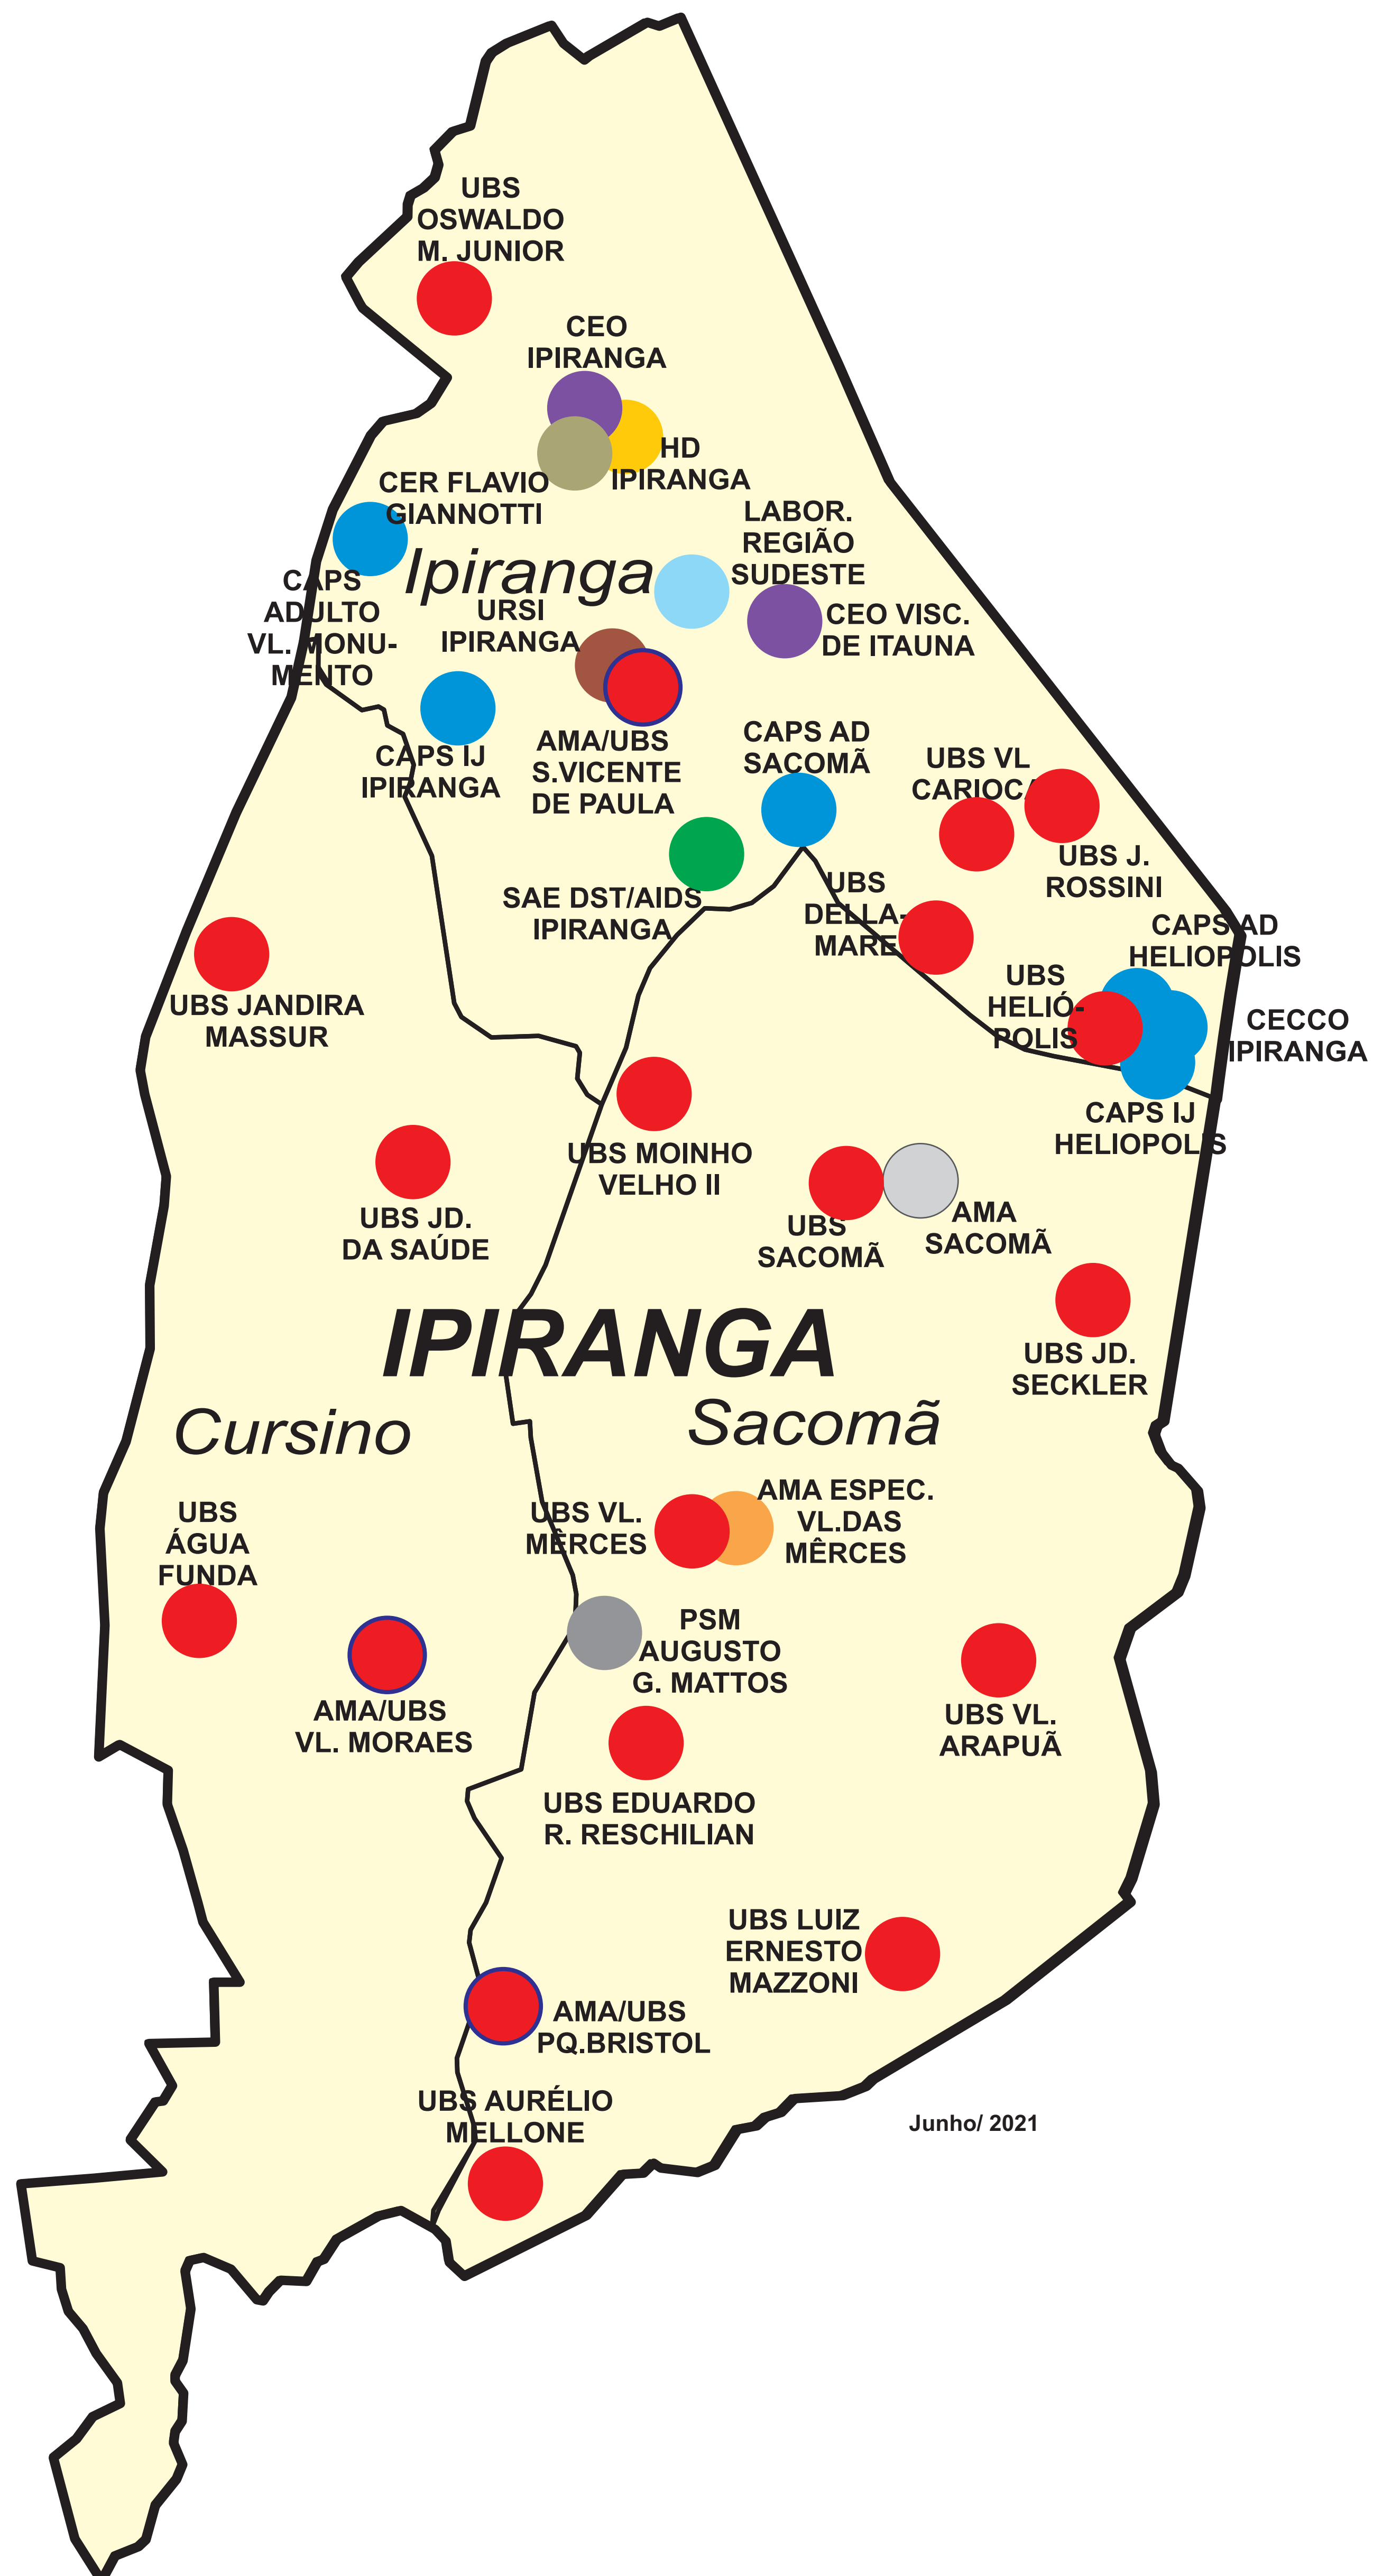 UBS
OSWALDO
M. JUNIOR
CEO
IPIRANGA
HD
IPIRANGA
CER FLAVIO
GIANNOTTI
LABOR.
REGIÃO
SUDESTE
Ipiranga
CAPS
ADULTO
VL. MONU-
MENTO
URSI
IPIRANGA
CEO VISC.
DE ITAUNA
CAPS IJ
IPIRANGA
AMA/UBS
S.VICENTE
DE PAULA
CAPS AD
SACOMÃ
UBS VL
CARIOCA
UBS J.
ROSSINI
SAE DST/AIDS
IPIRANGA
UBS
DELLA-
MARE
CAPS AD
HELIOPOLIS
UBS
HELIÓ-
POLIS
CECCO
IPIRANGA
UBS JANDIRA
MASSUR
CAPS IJ
HELIOPOLIS
UBS MOINHO
VELHO II
UBS JD.
DA SAÚDE
UBS
SACOMÃ
AMA
SACOMÃ
UBS JD.
SECKLER
IPIRANGA
Cursino
Sacomã
UBS
ÁGUA
FUNDA
UBS VL.
MÊRCES
AMA ESPEC.
VL.DAS
MÊRCES
PSM
AUGUSTO
G. MATTOS
AMA/UBS
VL. MORAES
UBS VL.
ARAPUÃ
UBS EDUARDO
R. RESCHILIAN
UBS LUIZ
ERNESTO
MAZZONI
AMA/UBS
PQ.BRISTOL
UBS AURÉLIO
MELLONE
Junho/ 2021